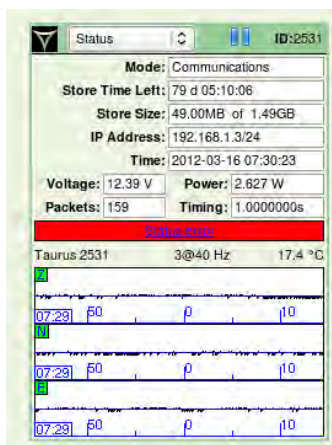 Status ID:2531
Mode: Communications
Store Time Left: 79 d 05:10:06
Store Size: 49.00MB of 1.49GB
IP Address: 192.168.1.3/24
Time: 2012-03-16 07:30:23
Voltage: 12.39 V Power: 2.627 W
Packets: 159 Timing: 1.0000000s
Status error
Taurus 2531 3@40 Hz 17.4 °C
Z
07:29 50 0 10
N
07:29 50 0 10
E
07:29 50 0 10